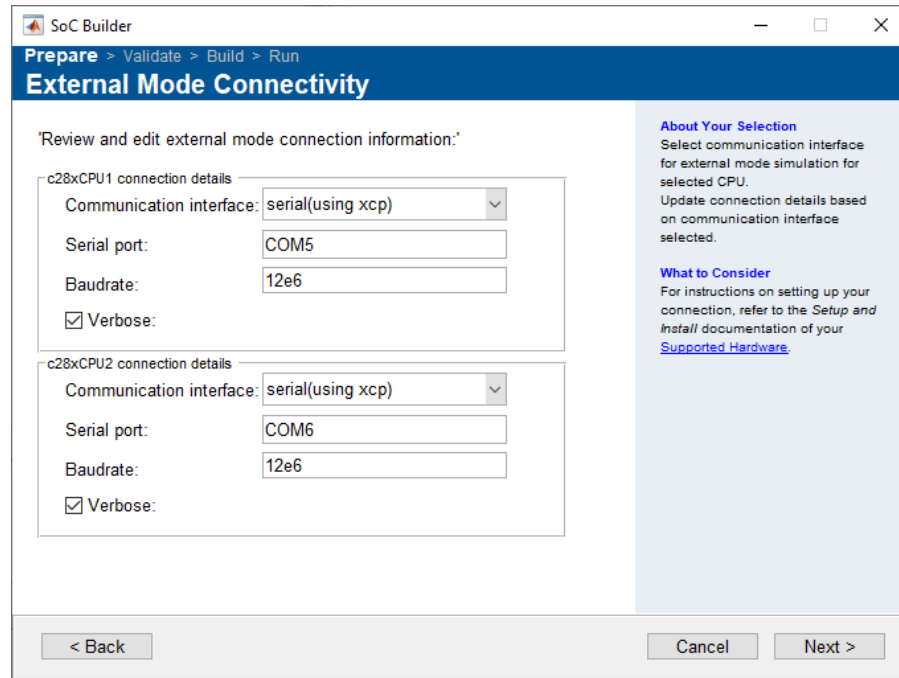 SoC Builder
Prepare > Validate > Build > Run
External Mode Connectivity
'Review and edit external mode connection information:'
c28xCPU1 connection details
Communication interface: serial(using xcp)
Serial port: COM5
Baudrate: 12e6
Verbose:
c28xCPU2 connection details
Communication interface: serial(using xcp)
Serial port: COM6
Baudrate: 12e6
Verbose:
About Your Selection
Select communication interface
for external mode simulation for
selected CPU.
Update connection details based
on communication interface
selected.
What to Consider
For instructions on setting up your
connection, refer to the Setup and
Install documentation of your
Supported Hardware.
< Back
Cancel
Next >